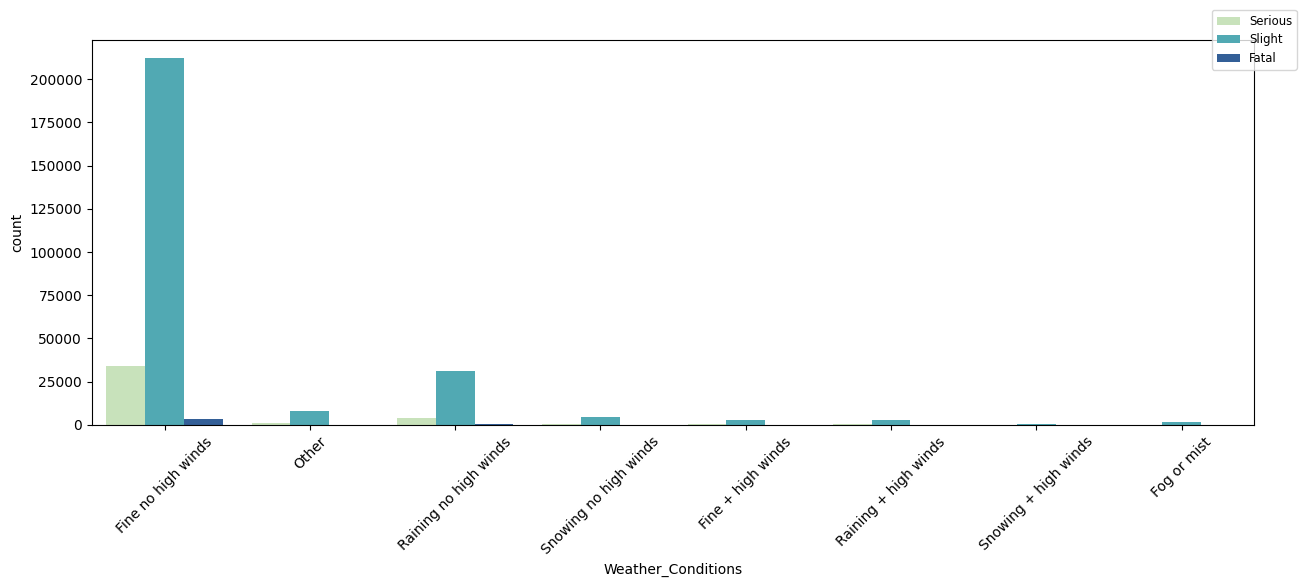 Serious
Slight
Fatal
200000
175000
150000
125000
100000
75000
50000
25000
0
count
Fine no high winds
Other
Raining no high winds
Snowing no high winds
Fine + high winds
Raining + high winds
Snowing + high winds
Fog or mist
Weather_Conditions